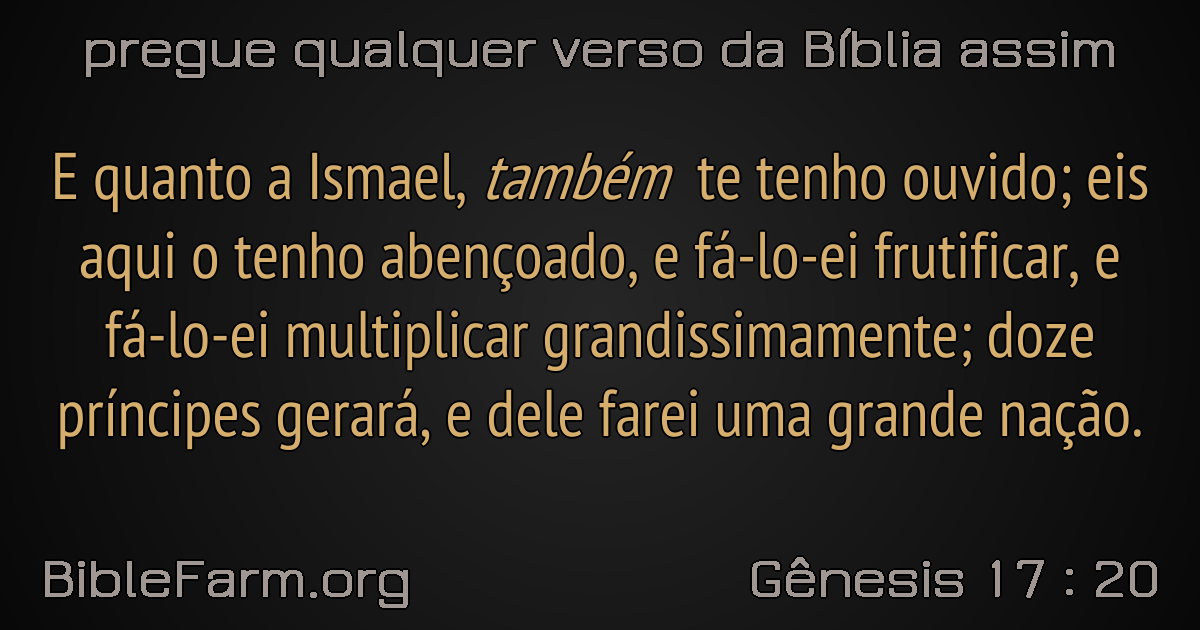 pregue qualquer verso da Bíblia assim
E quanto a Ismael, também te tenho ouvido; eis
aqui o tenho abençoado, e fá-lo-ei frutificar, e
fá-lo-ei multiplicar grandissimamente; doze
príncipes gerará, e dele farei uma grande nação.
BibleFarm.org
Gênesis 17 : 20